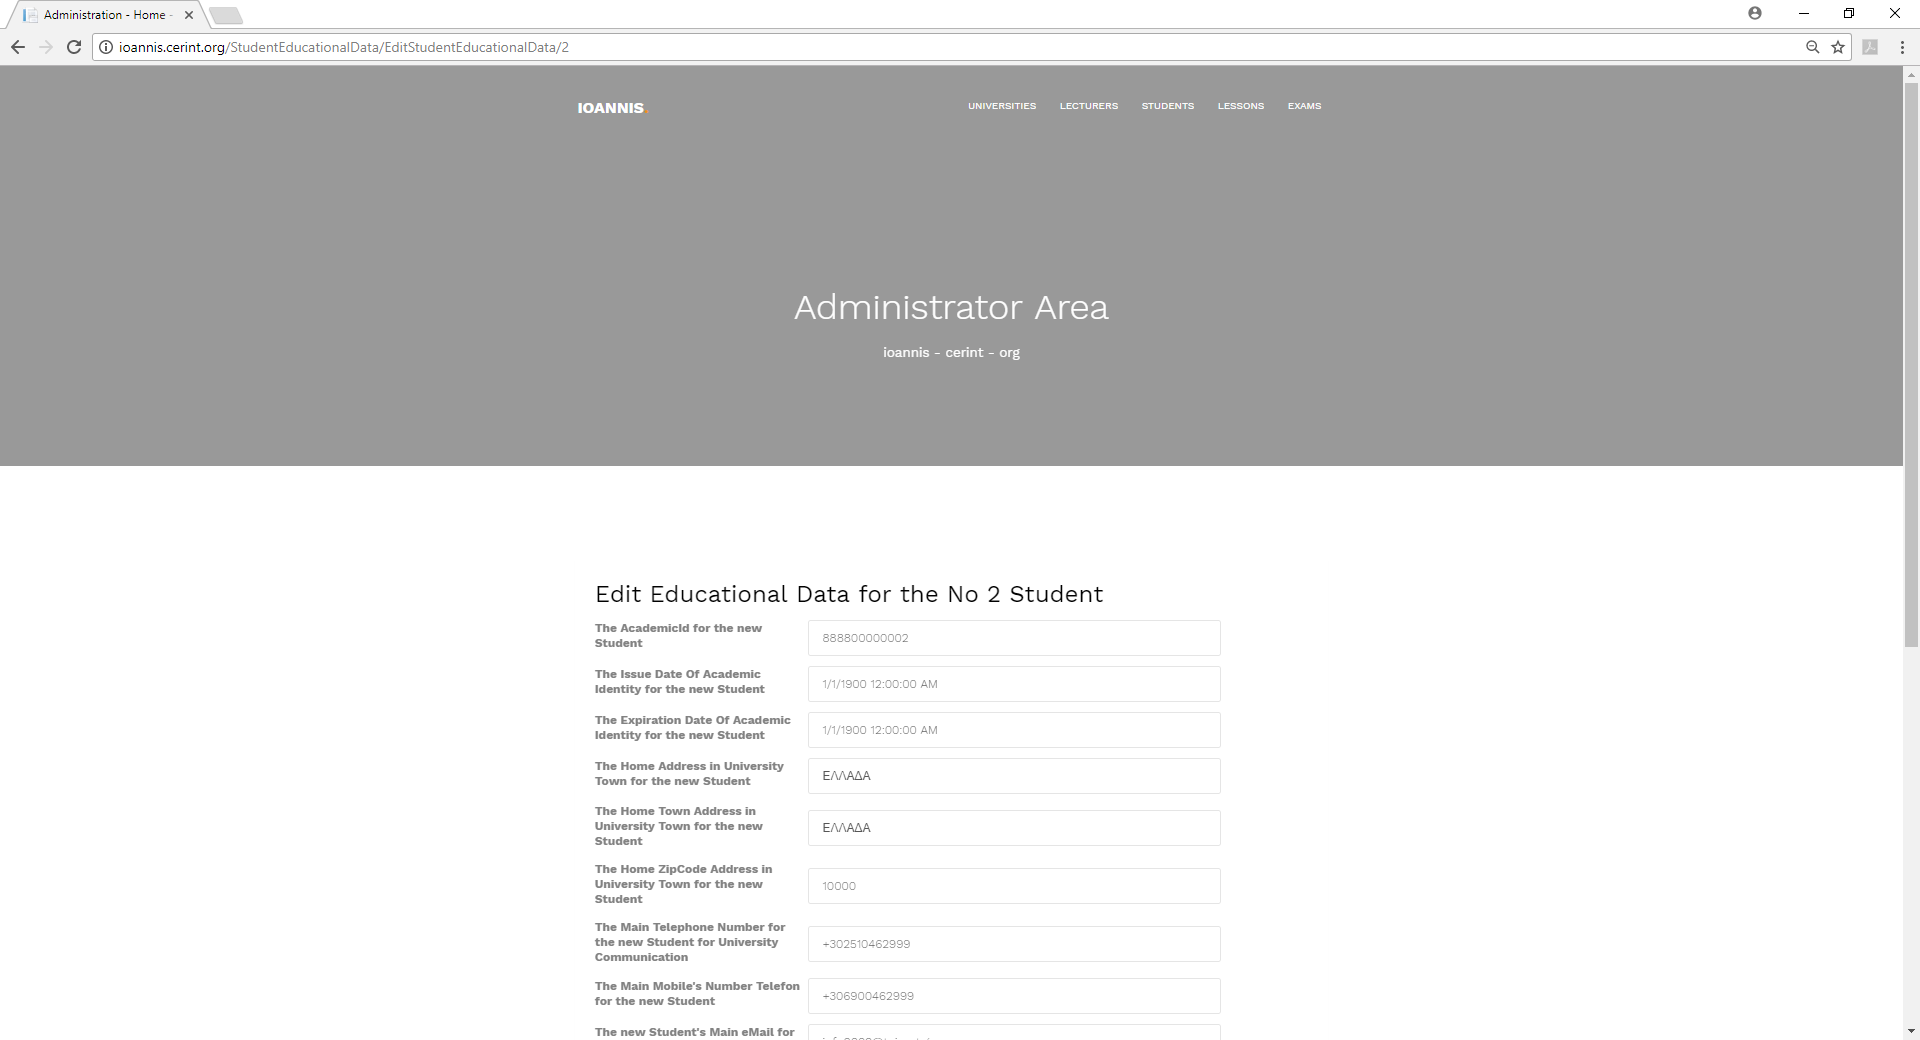 Administration - Home -
ioannis.cerint.org/StudentEducationalData/EditStudentEducationalData/2
IOANNIS.
UNIVERSITIES LECTURERS STUDENTS LESSONS EXAMS
Administrator Area
ioannis - cerint - org
Edit Educational Data for the No 2 Student
The AcademicId for the new
Student
888800000002
The Issue Date Of Academic
Identity for the new Student
1/1/1900 12:00:00 AM
The Expiration Date Of Academic
Identity for the new Student
1/1/1900 12:00:00 AM
The Home Address in University
Town for the new Student
ΕΛΛΑΔΑ
The Home Town Address in
University Town for the new
Student
ΕΛΛΑΔΑ
The Home ZipCode Address in
University Town for the new
Student
10000
The Main Telephone Number for
the new Student for University
Communication
+302510462999
The Main Mobile's Number Telefon
for the new Student
+306900462999
The new Student's Main eMail for